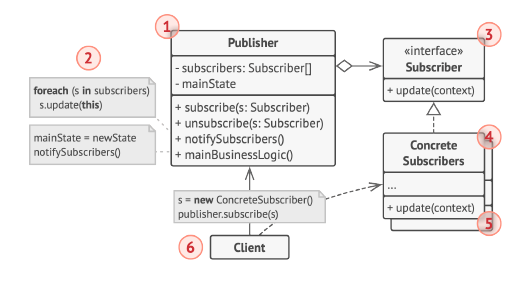 1
Publisher
- subscribers: Subscriber[]
- mainState
+ subscribe(s: Subscriber)
+ unsubscribe(s: Subscriber)
+ notifySubscribers()
+ mainBusinessLogic()
2
foreach (s in subscribers)
s.update(this)
mainState = newState
notifySubscribers()
3
«interface»
Subscriber
+ update(context)
4
Concrete
Subscribers
...
+ update(context)
5
s = new ConcreteSubscriber()
publisher.subscribe(s)
6
Client